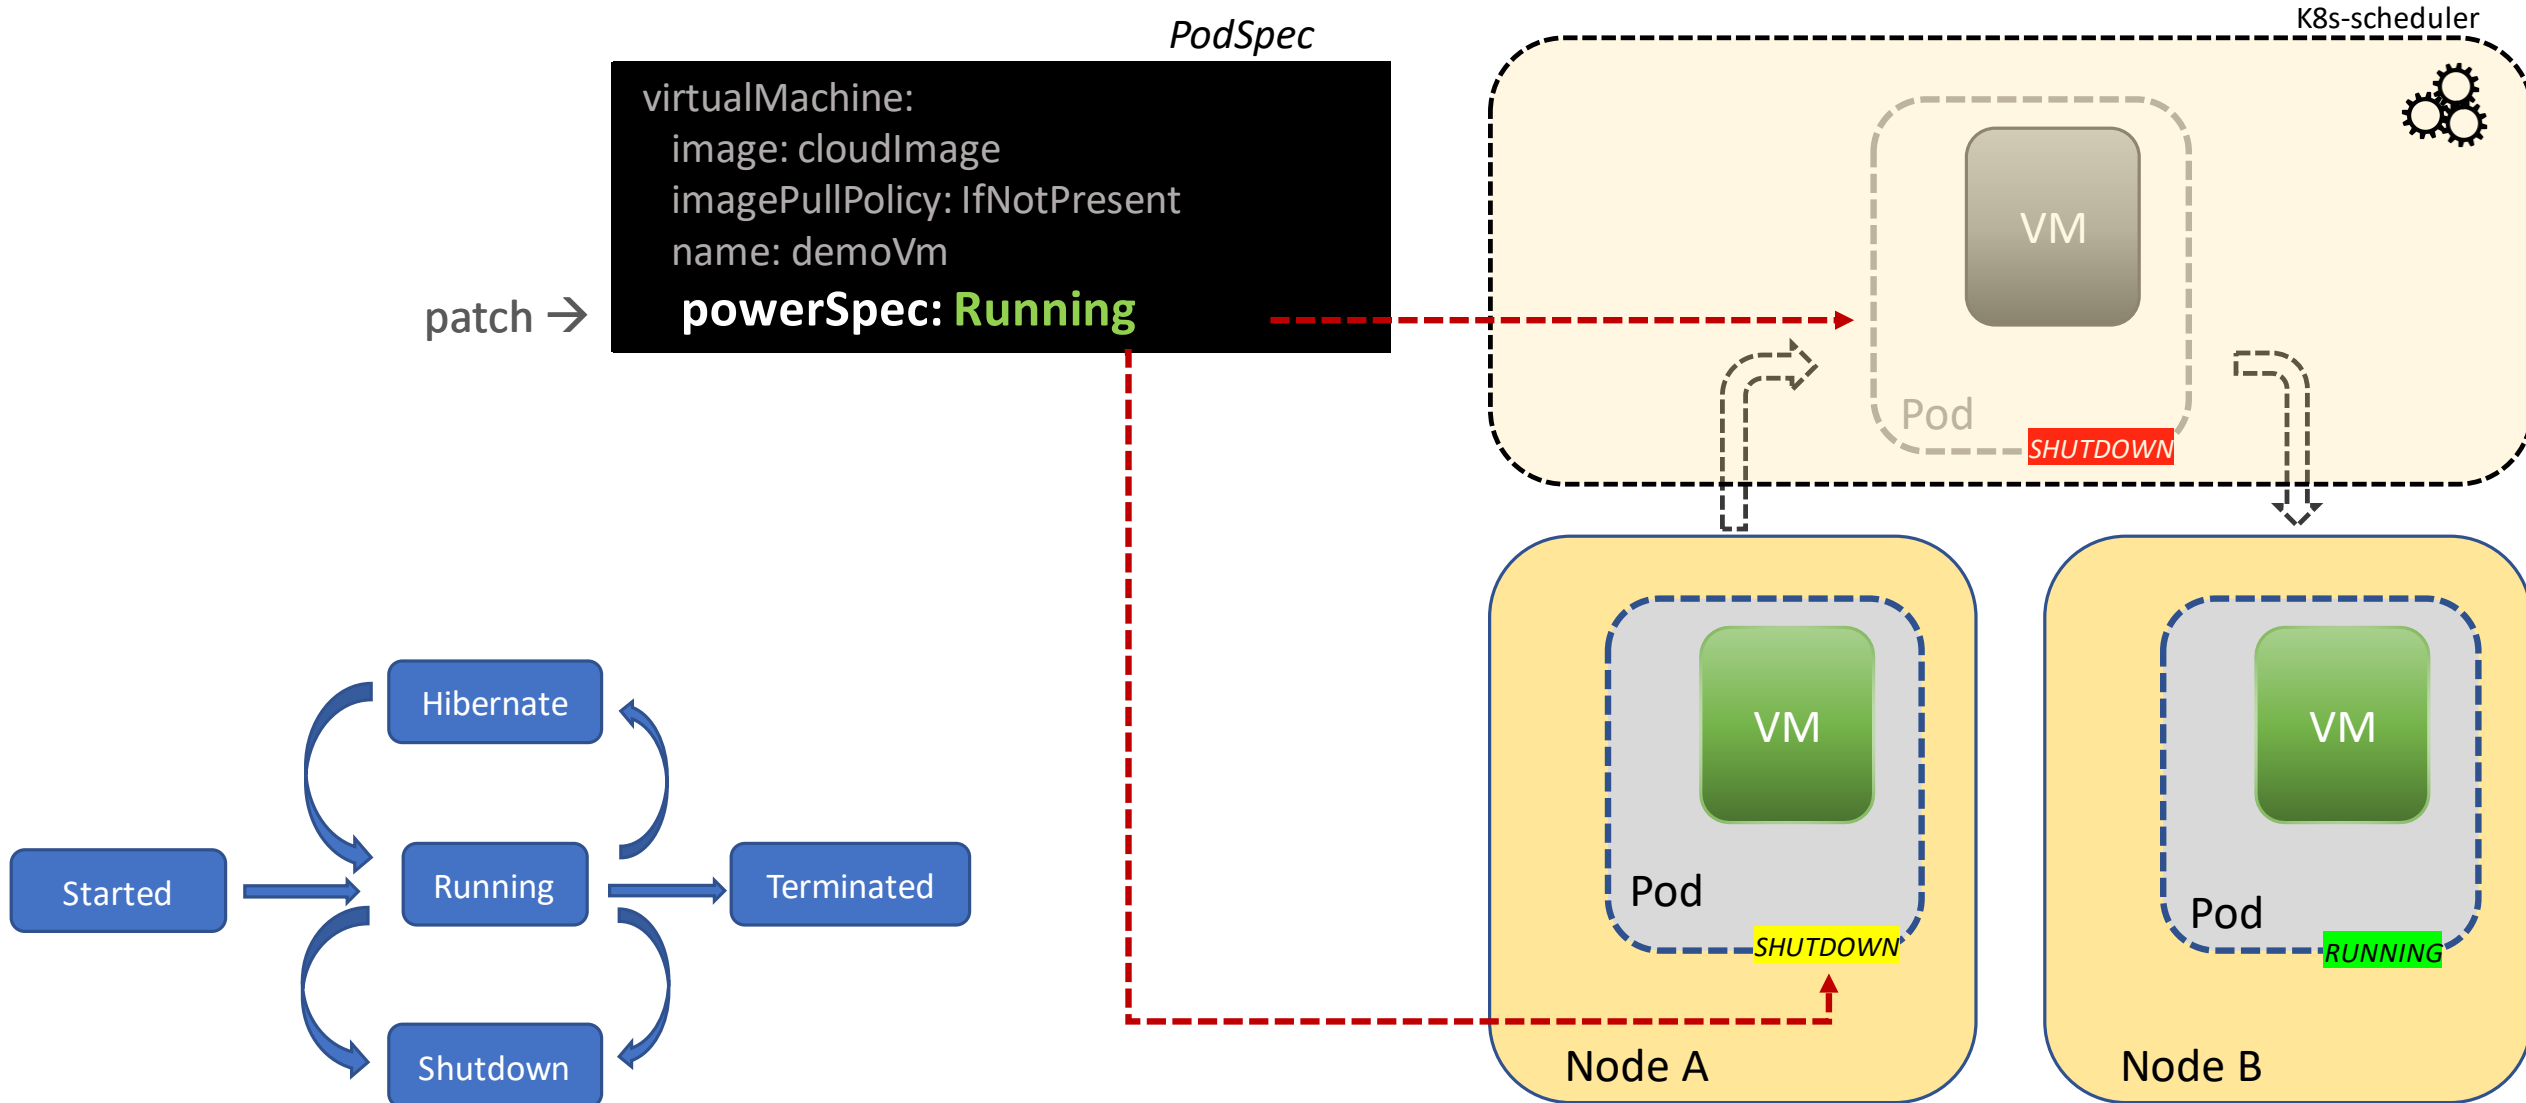 K8s-scheduler
PodSpec
virtualMachine:
image: cloudImage
imagePullPolicy: IfNotPresent
name: demoVm
patch → powerSpec: Running
VM
Pod
SHUTDOWN
VM
Pod
SHUTDOWN
Node A
VM
Pod
RUNNING
Node B
Hibernate
Started
Running
Terminated
Shutdown